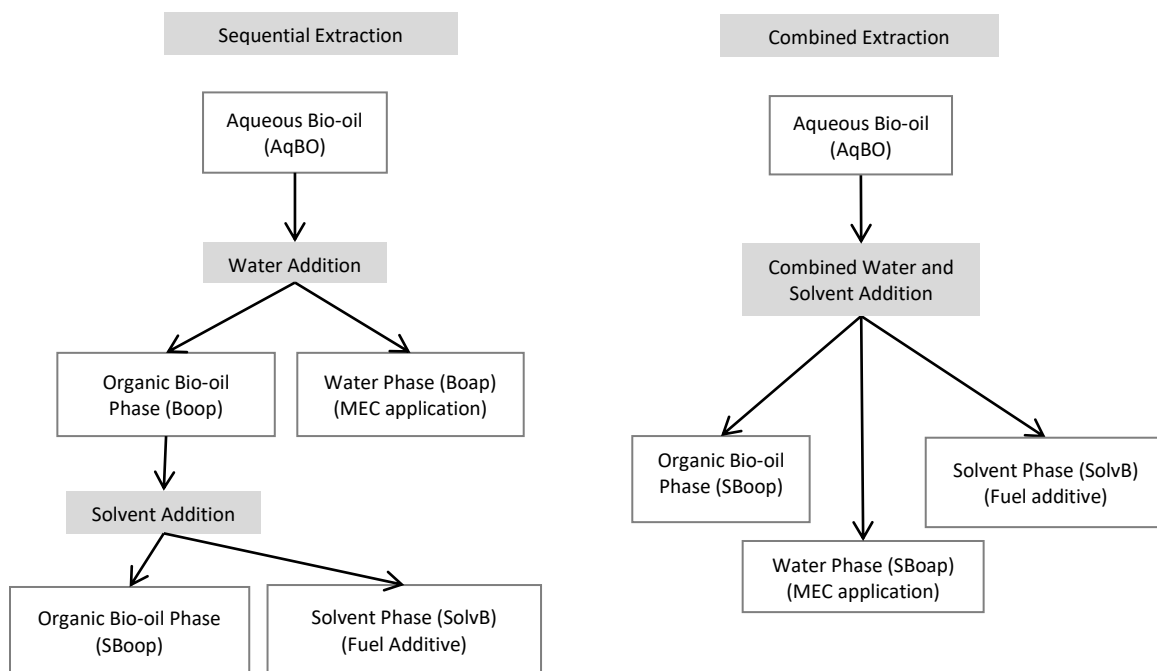 Sequential Extraction
Aqueous Bio-oil
(AqBO)
Water Addition
Organic Bio-oil
Phase (Boop)
Water Phase (Boap)
(MEC application)
Solvent Addition
Organic Bio-oil Phase
(SBoop)
Solvent Phase (SolvB)
(Fuel Additive)
Combined Extraction
Aqueous Bio-oil
(AqBO)
Combined Water and
Solvent Addition
Organic Bio-oil
Phase (SBoop)
Water Phase (SBoap)
(MEC application)
Solvent Phase (SolvB)
(Fuel additive)